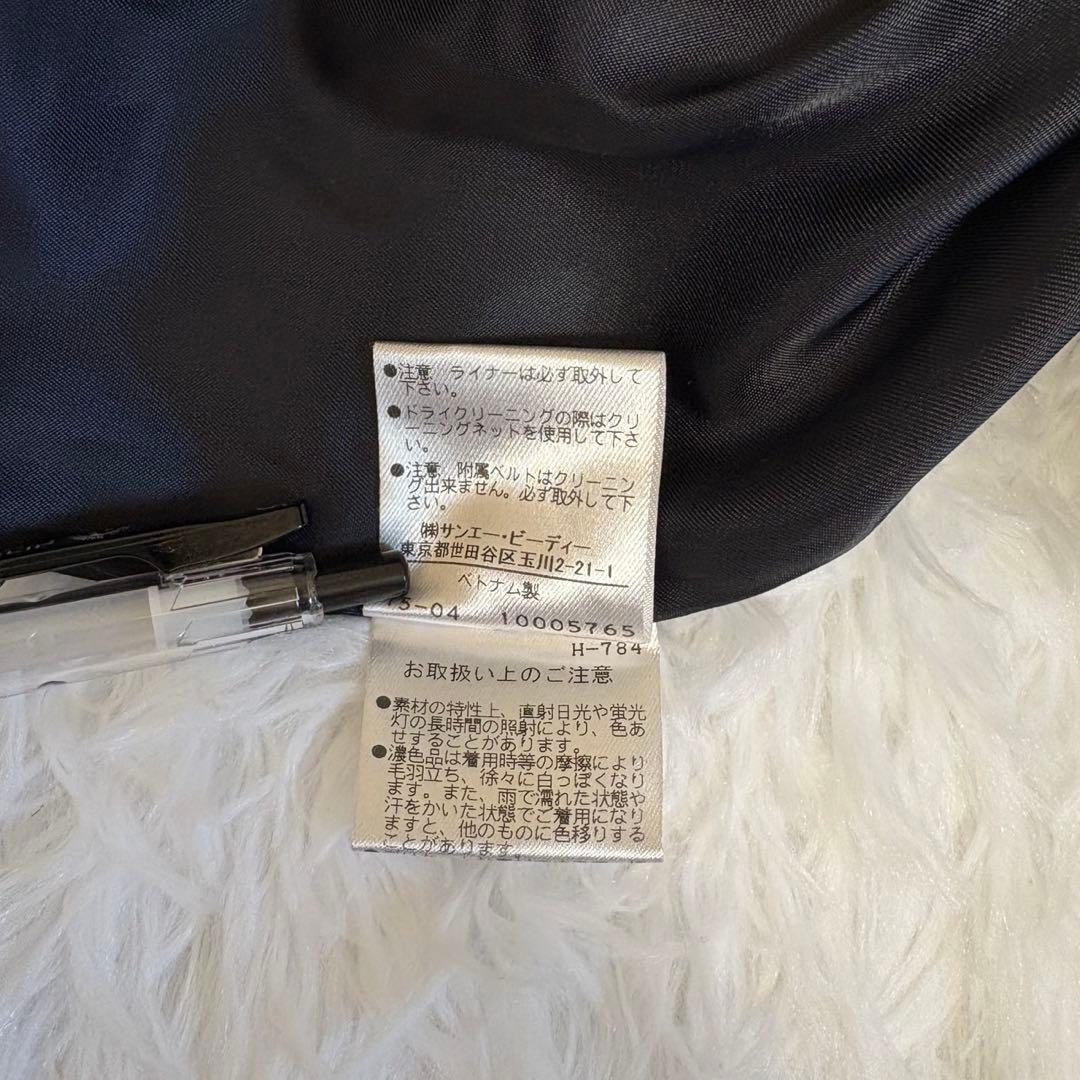 ●注意 ライナーは必ず取外して
下さい。
●ドライクリーニングの際はクリ
ーニングネットを使用して下さ
い。
●注意 附属ベルトはクリーニン
グ出来ません。必ず取外して下
さい。
㈱サンエー・ビーディー
東京都世田谷区玉川2-21-1
ベトナム製
-04 10005765
H-784
お取扱い上のご注意
●素材の特性上、直射日光や蛍光
灯の長時間の照射により、色あ
せすることがあります。
●濃色品は着用時等の摩擦により
毛羽立ち、徐々に白っぽくなり
ます。また、雨で濡れた状態や
汗をかいた状態でご着用になり
ますと、他のものに色移りする
ことがあります。